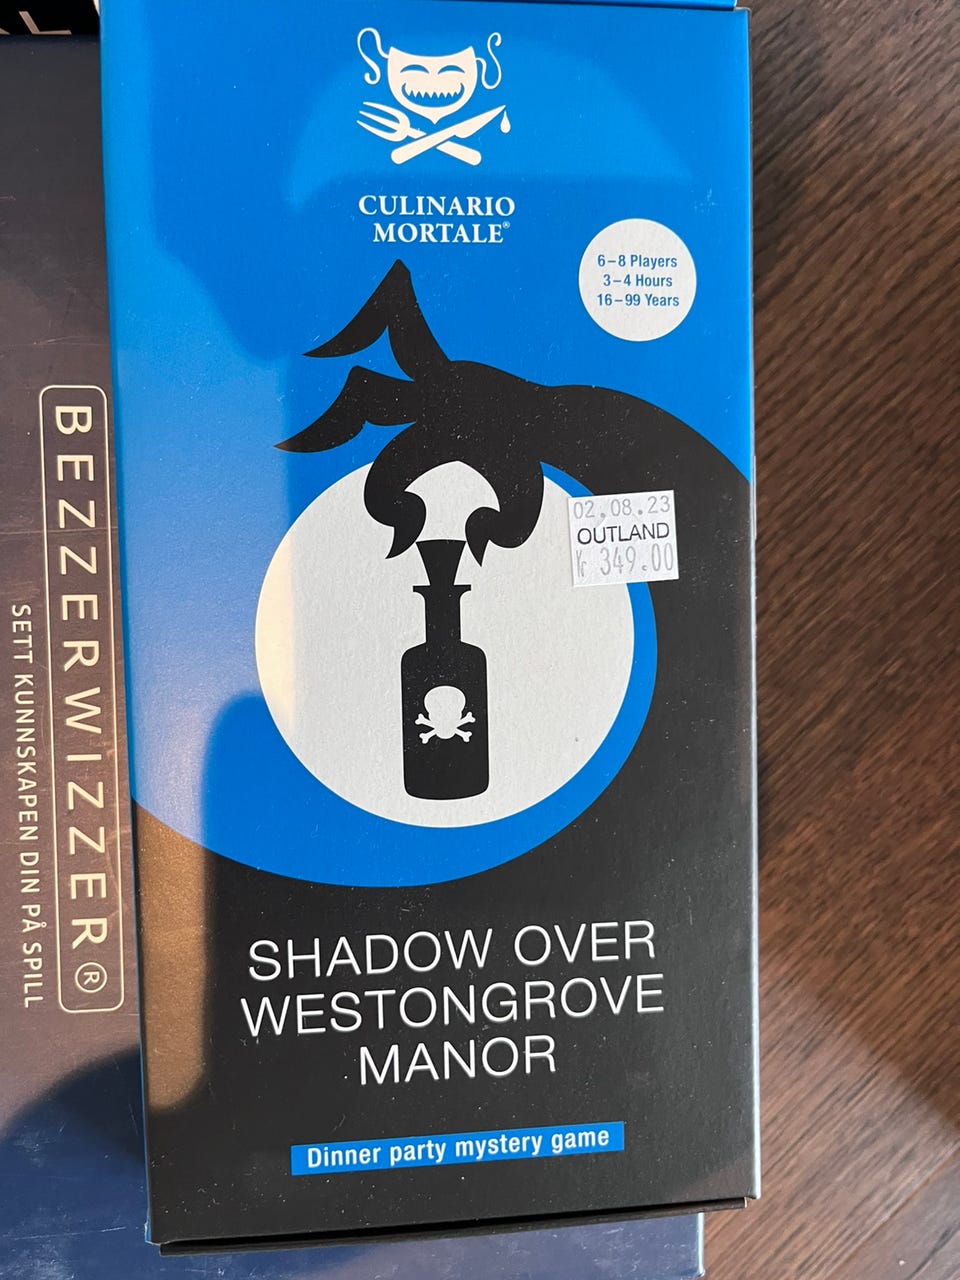 CULINARIO
MORTALE®
6–8 Players
3–4 Hours
16–99 Years
02.08.23
OUTLAND
Kr 349.00
SHADOW OVER
WESTONGROVE
MANOR
Dinner party mystery game
BEZZERWIZZER®
SETT KUNNSKAPEN DIN PÅ SPILL